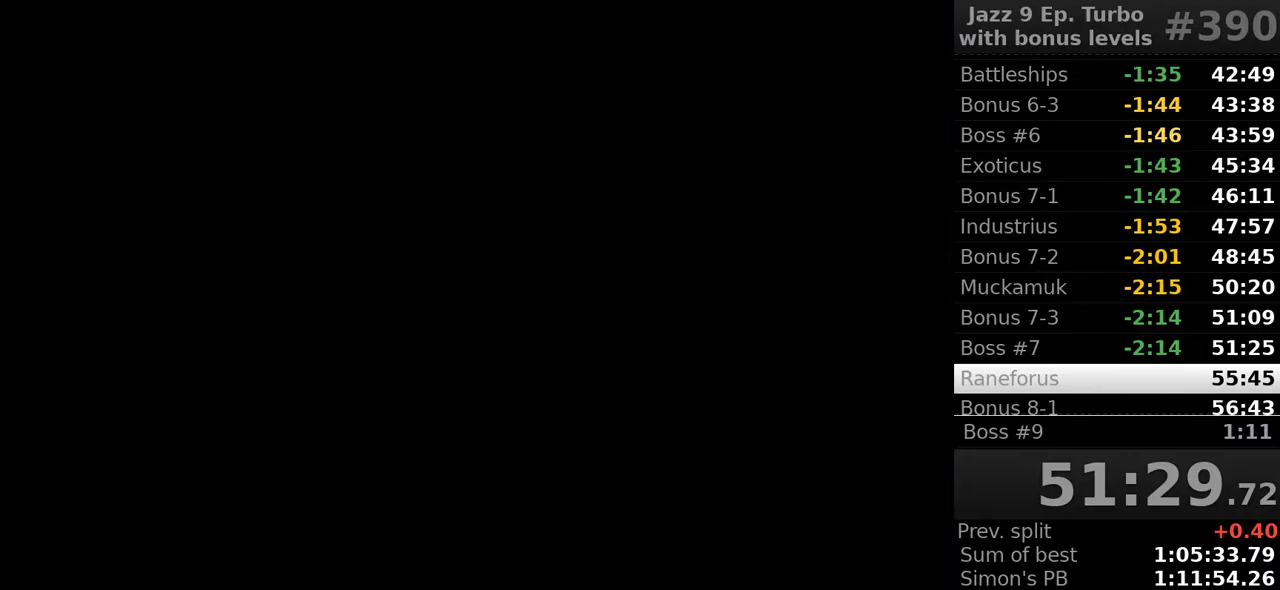 Jazz 9 Ep. Turbo
with bonus levels #390
Battleships -1:35 42:49
Bonus 6-3 -1:44 43:38
Boss #6 -1:46 43:59
Exoticus -1:43 45:34
Bonus 7-1 -1:42 46:11
Industrius -1:53 47:57
Bonus 7-2 -2:01 48:45
Muckamuk -2:15 50:20
Bonus 7-3 -2:14 51:09
Boss #7 -2:14 51:25
Raneforus 55:45
Bonus 8-1 56:43
Boss #9 1:11
51:29.72
Prev. split +0.40
Sum of best 1:05:33.79
Simon's PB 1:11:54.26